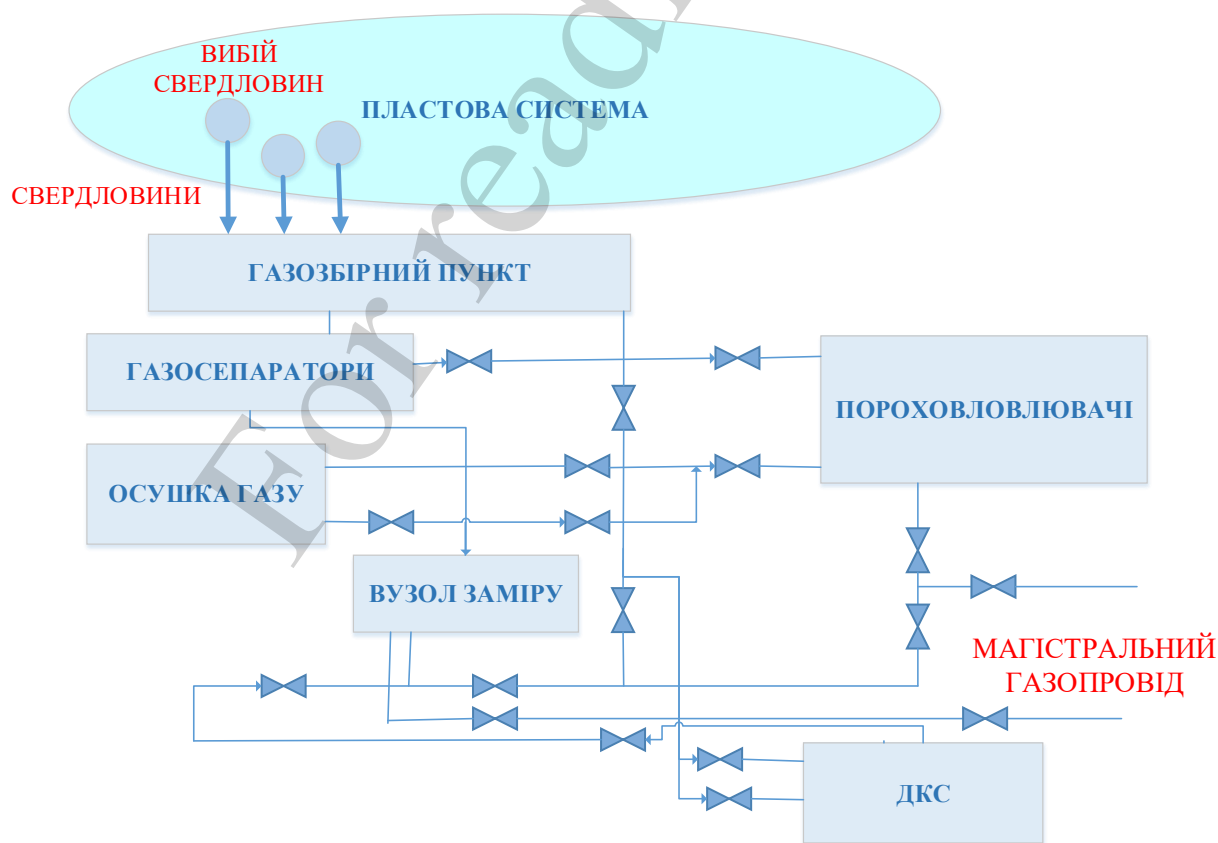 ВИБІЙ
СВЕРДЛОВИН
ПЛАСТОВА СИСТЕМА
СВЕРДЛОВИНИ
ГАЗОЗБІРНИЙ ПУНКТ
ГАЗОСЕПАРАТОРИ
ПОРОХОВЛОВЛЮВАЧІ
ОСУШКА ГАЗУ
ВУЗОЛ ЗАМІРУ
МАГІСТРАЛЬНИЙ
ГАЗОПРОВІД
ДКС
For read